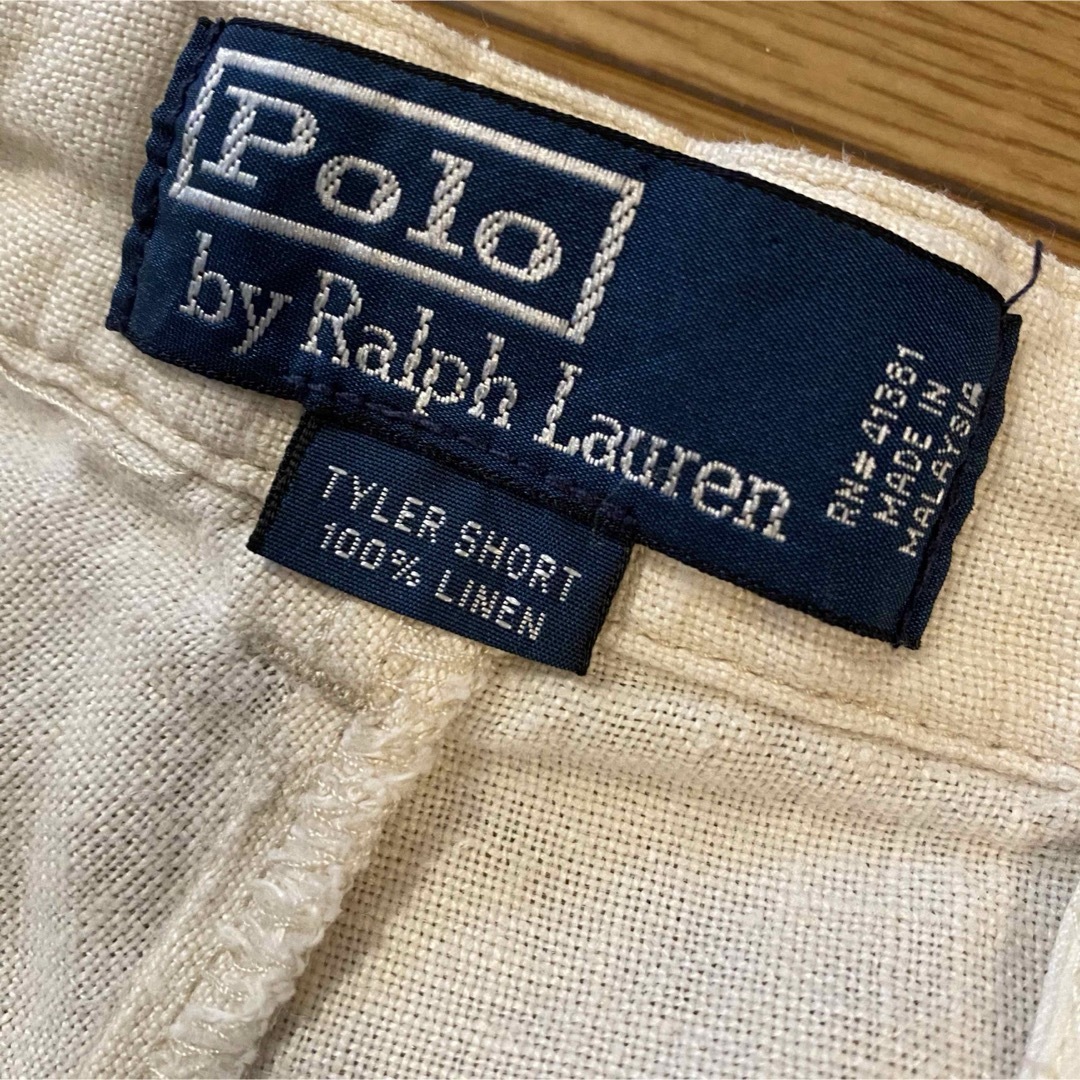 Polo
by Ralph Lauren
RN# 41381
MADE IN
MALAYSIA
TYLER SHORT
100% LINEN